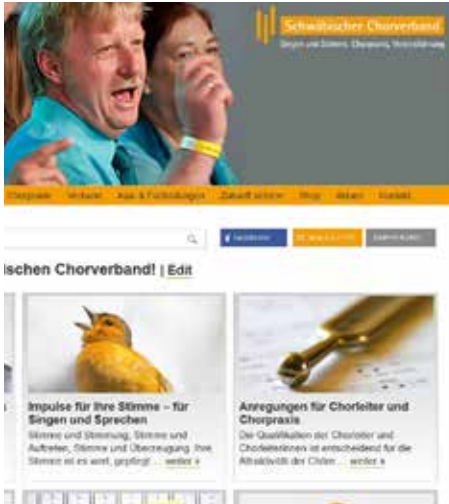 Schwäbischer Chorverband
Singen und Stimme, Chorpraxis, Vereinsführung
Chorpraxis Verband Aus- & Fortbildungen Zukunft sichern Shop Aktuell Kontakt
FACEBOOK
ischen Chorverband! | Edit
Impulse für Ihre Stimme – für
Singen und Sprechen
Stimme und Stimmung, Stimme und
Auftreten, Stimme und Überzeugung. Ihre
Stimme ist es wert, gepflegt ... weiter »
Anregungen für Chorleiter und
Chorpraxis
Die Qualifikation der Chorleiter und
Chorleiterinnen ist entscheidend für die
Attraktivität der Chöre ... weiter »